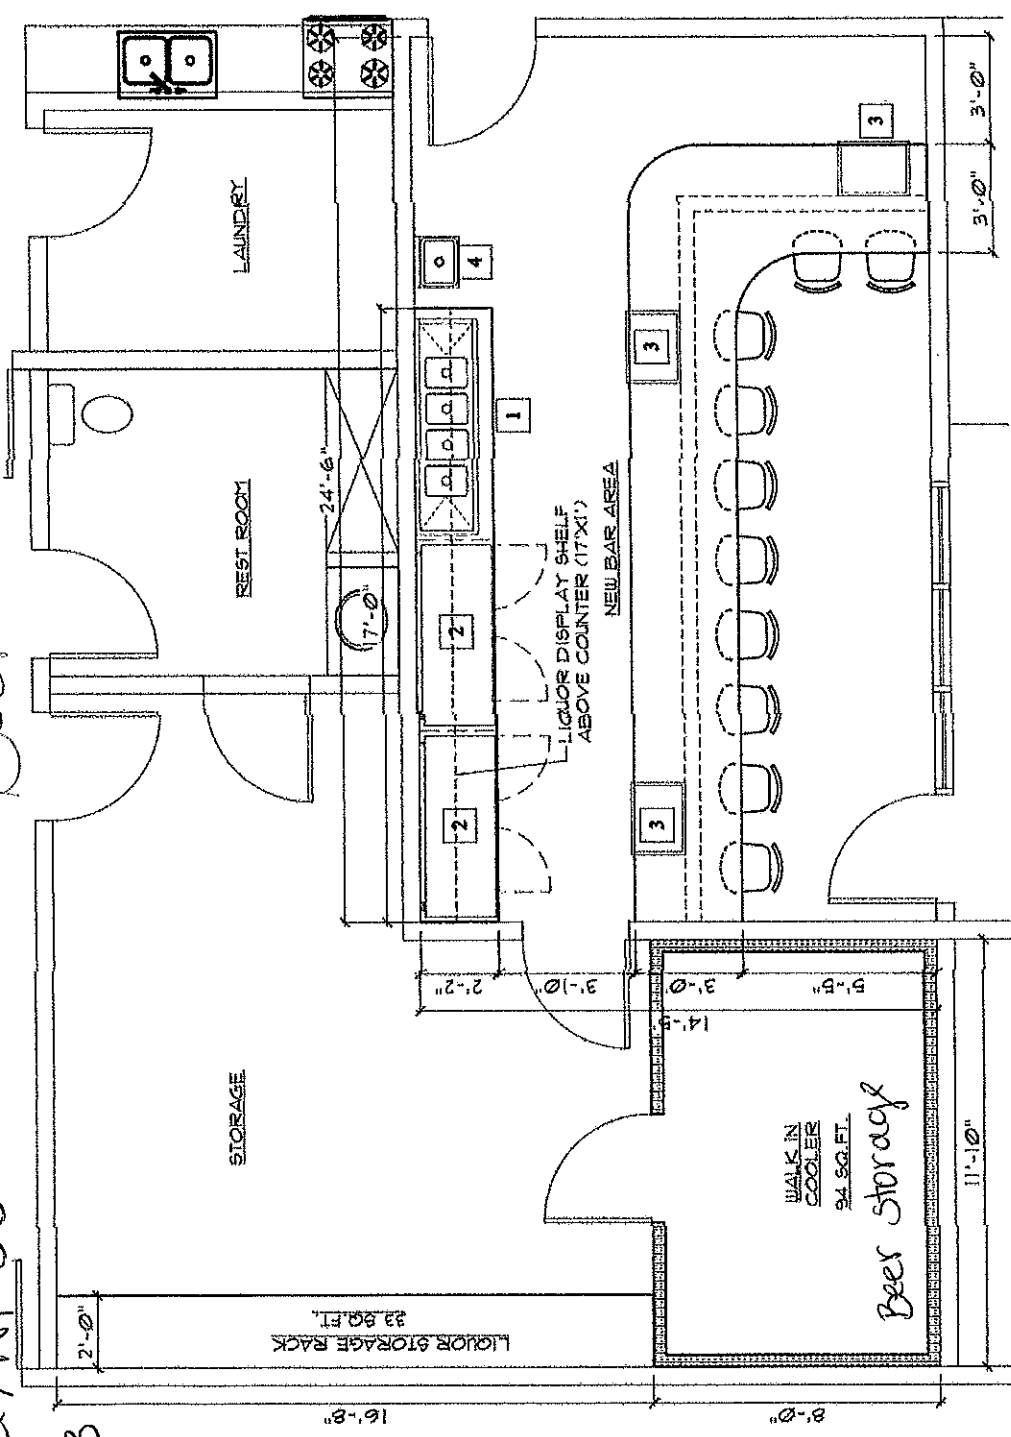 LAUNDRY
REST ROOM
STORAGE
24'-6"
17'-0"
4
1
2
2
3
3
3
LIQUOR DISPLAY SHELF
ABOVE COUNTER (17'X1')
NEW BAR AREA
3'-0"
3'-0"
2'-2"
3'-10"
3'-0"
5'-5"
14'-5"
WALK IN
COOLER
94 SQ.FT.
Beer Storage
11'-10"
2'-0"
LIQUOR STORAGE RACK
33 SQ.FT.
16'-8"
8'-0"